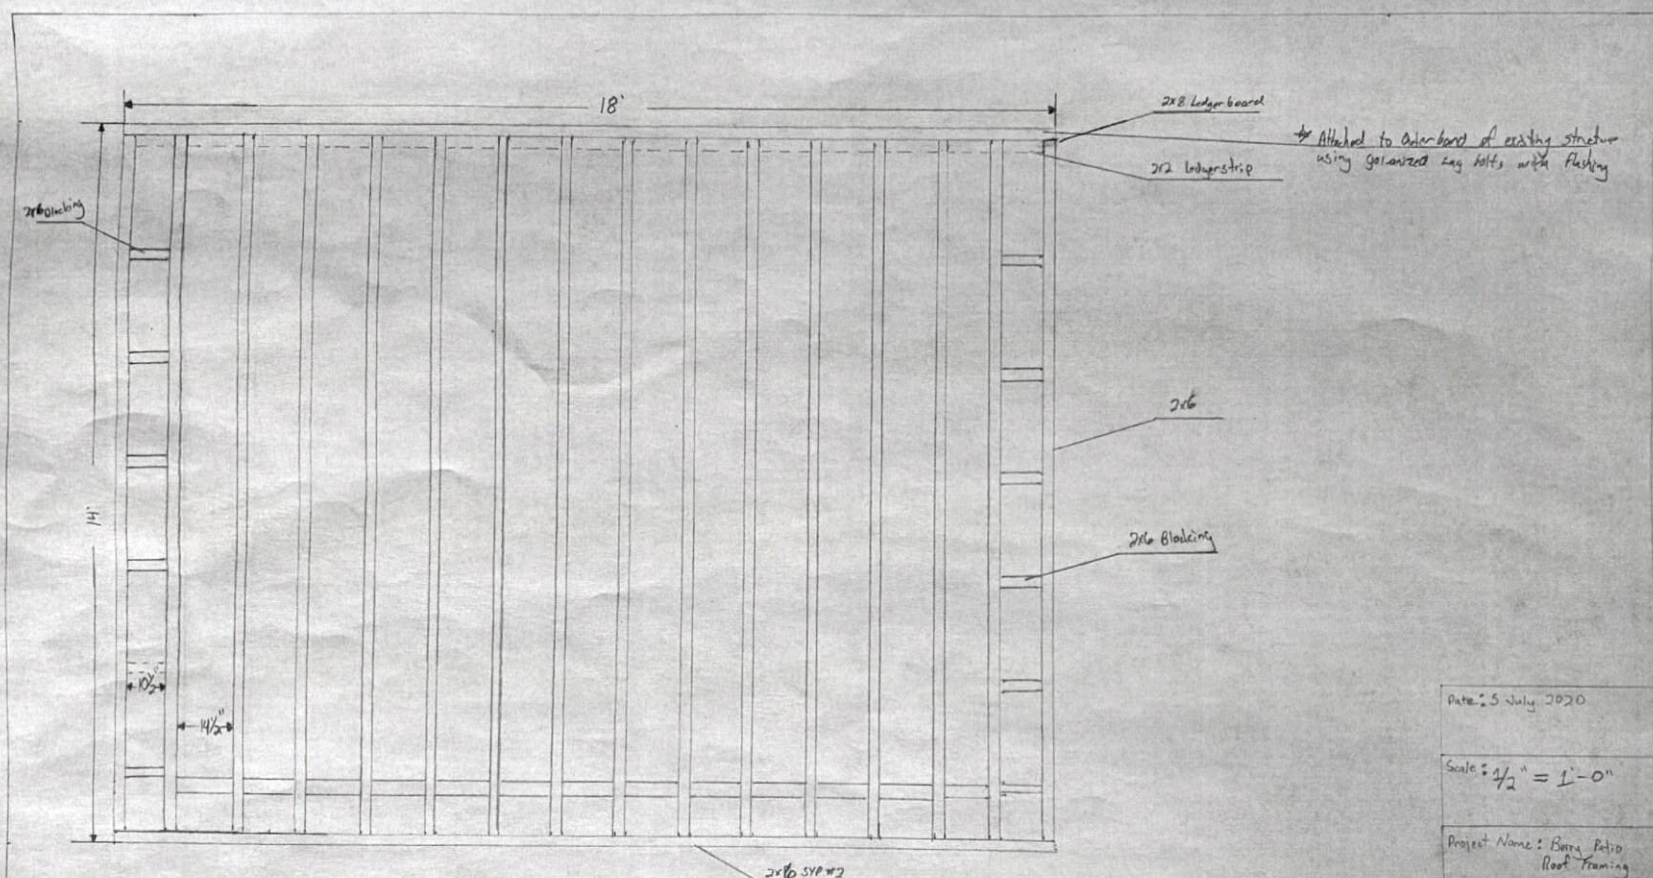 18'
2x8 Ledger board
* Attached to Outer band of existing structure
using galvanized Lag bolts, with flashing
2x2 Ledgerstrip
2x6 Blocking
2x6
14'
2x6 Blocking
10½"
14½"
Date: 5 July 2020
Scale: 1/2" = 1'-0"
Project Name: Berry Patio
Roof Framing
SYP #2